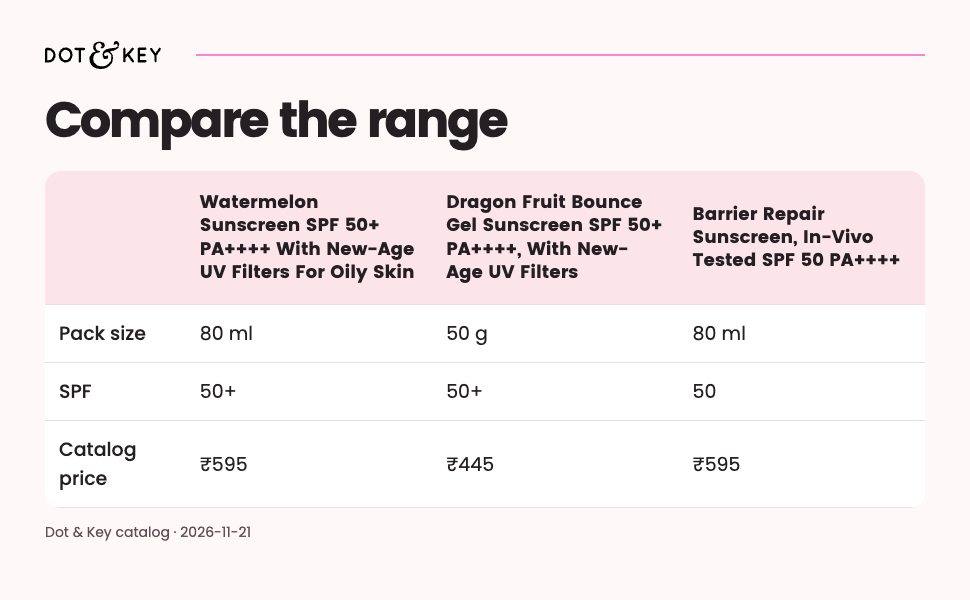 DOT & KEY
Compare the range
Watermelon
Sunscreen SPF 50+
PA++++ With New-Age
UV Filters For Oily Skin
Dragon Fruit Bounce
Gel Sunscreen SPF 50+
PA++++, With New-
Age UV Filters
Barrier Repair
Sunscreen, In-Vivo
Tested SPF 50 PA++++
Pack size
80 ml
50 g
80 ml
SPF
50+
50+
50
Catalog
price
₹595
₹445
₹595
Dot & Key catalog · 2026-11-21